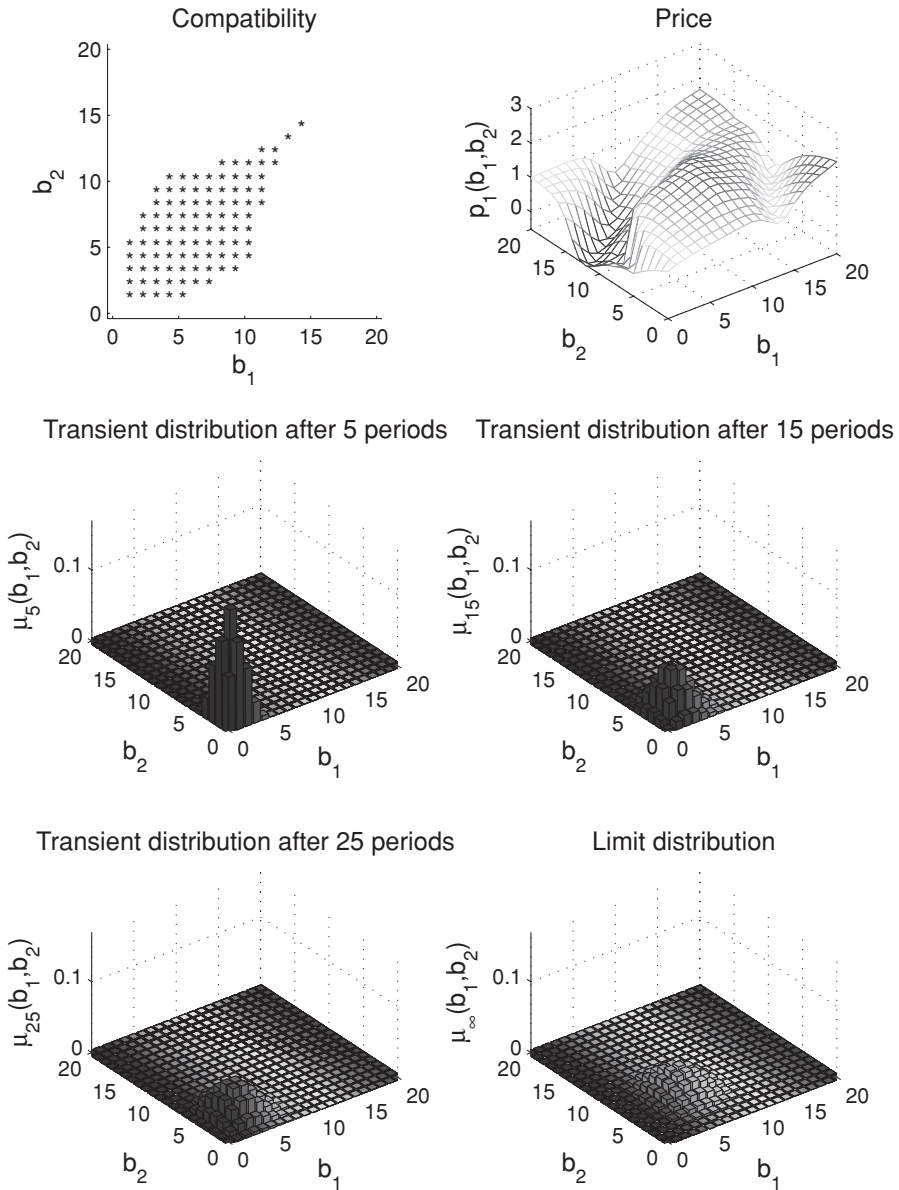 Compatibility
20
15
10
5
0
b2
0 5 10 15 20
b1
Price
3
2
1
0
p1(b1,b2)
20
15
10
5
0
b2
0
5
10
15
20
b1
Transient distribution after 5 periods
0.1
0
μ5(b1,b2)
20
15
10
5
0
b2
0
5
10
15
20
b1
Transient distribution after 15 periods
0.1
0
μ15(b1,b2)
20
15
10
5
0
b2
0
5
10
15
20
b1
Transient distribution after 25 periods
0.1
0
μ25(b1,b2)
20
15
10
5
0
b2
0
5
10
15
20
b1
Limit distribution
0.1
0
μ∞(b1,b2)
20
15
10
5
0
b2
0
5
10
15
20
b1